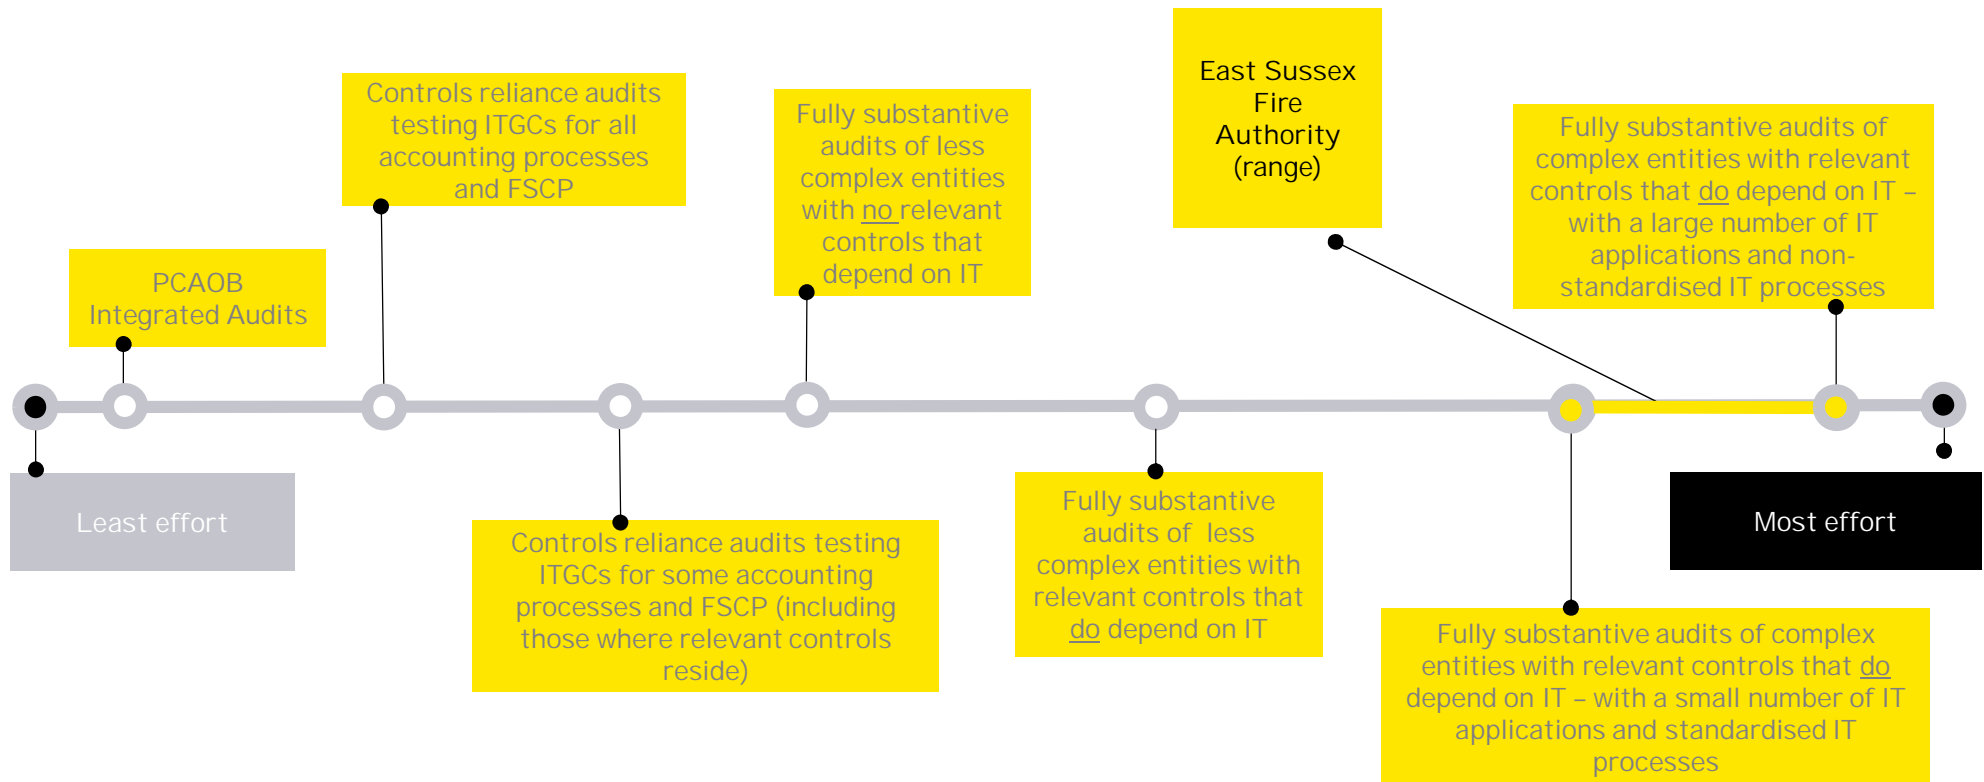 PCAOB
Integrated Audits
Controls reliance audits
testing ITGCs for all
accounting processes
and FSCP
Fully substantive
audits of less
complex entities
with no relevant
controls that
depend on IT
East Sussex
Fire
Authority
(range)
Fully substantive audits of
complex entities with relevant
controls that do depend on IT –
with a large number of IT
applications and non-
standardised IT processes
Least effort
Controls reliance audits testing
ITGCs for some accounting
processes and FSCP (including
those where relevant controls
reside)
Fully substantive
audits of less
complex entities with
relevant controls that
do depend on IT
Fully substantive audits of complex
entities with relevant controls that do
depend on IT – with a small number of IT
applications and standardised IT
processes
Most effort